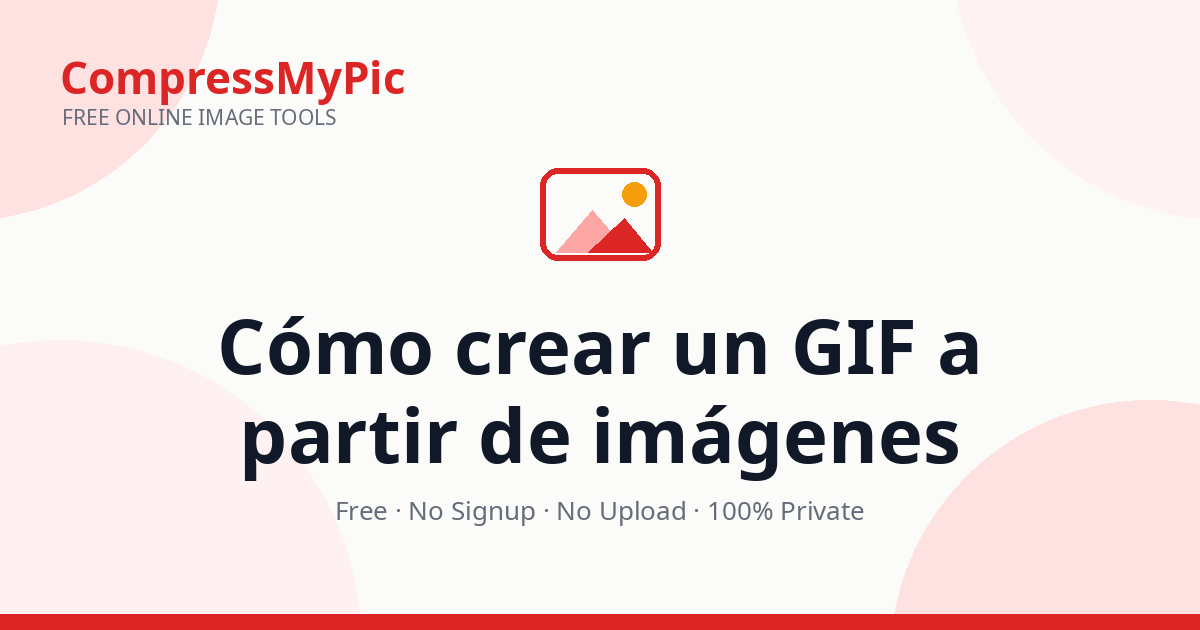 CompressMyPic
FREE ONLINE IMAGE TOOLS
Cómo crear un GIF a
partir de imágenes
Free · No Signup · No Upload · 100% Private